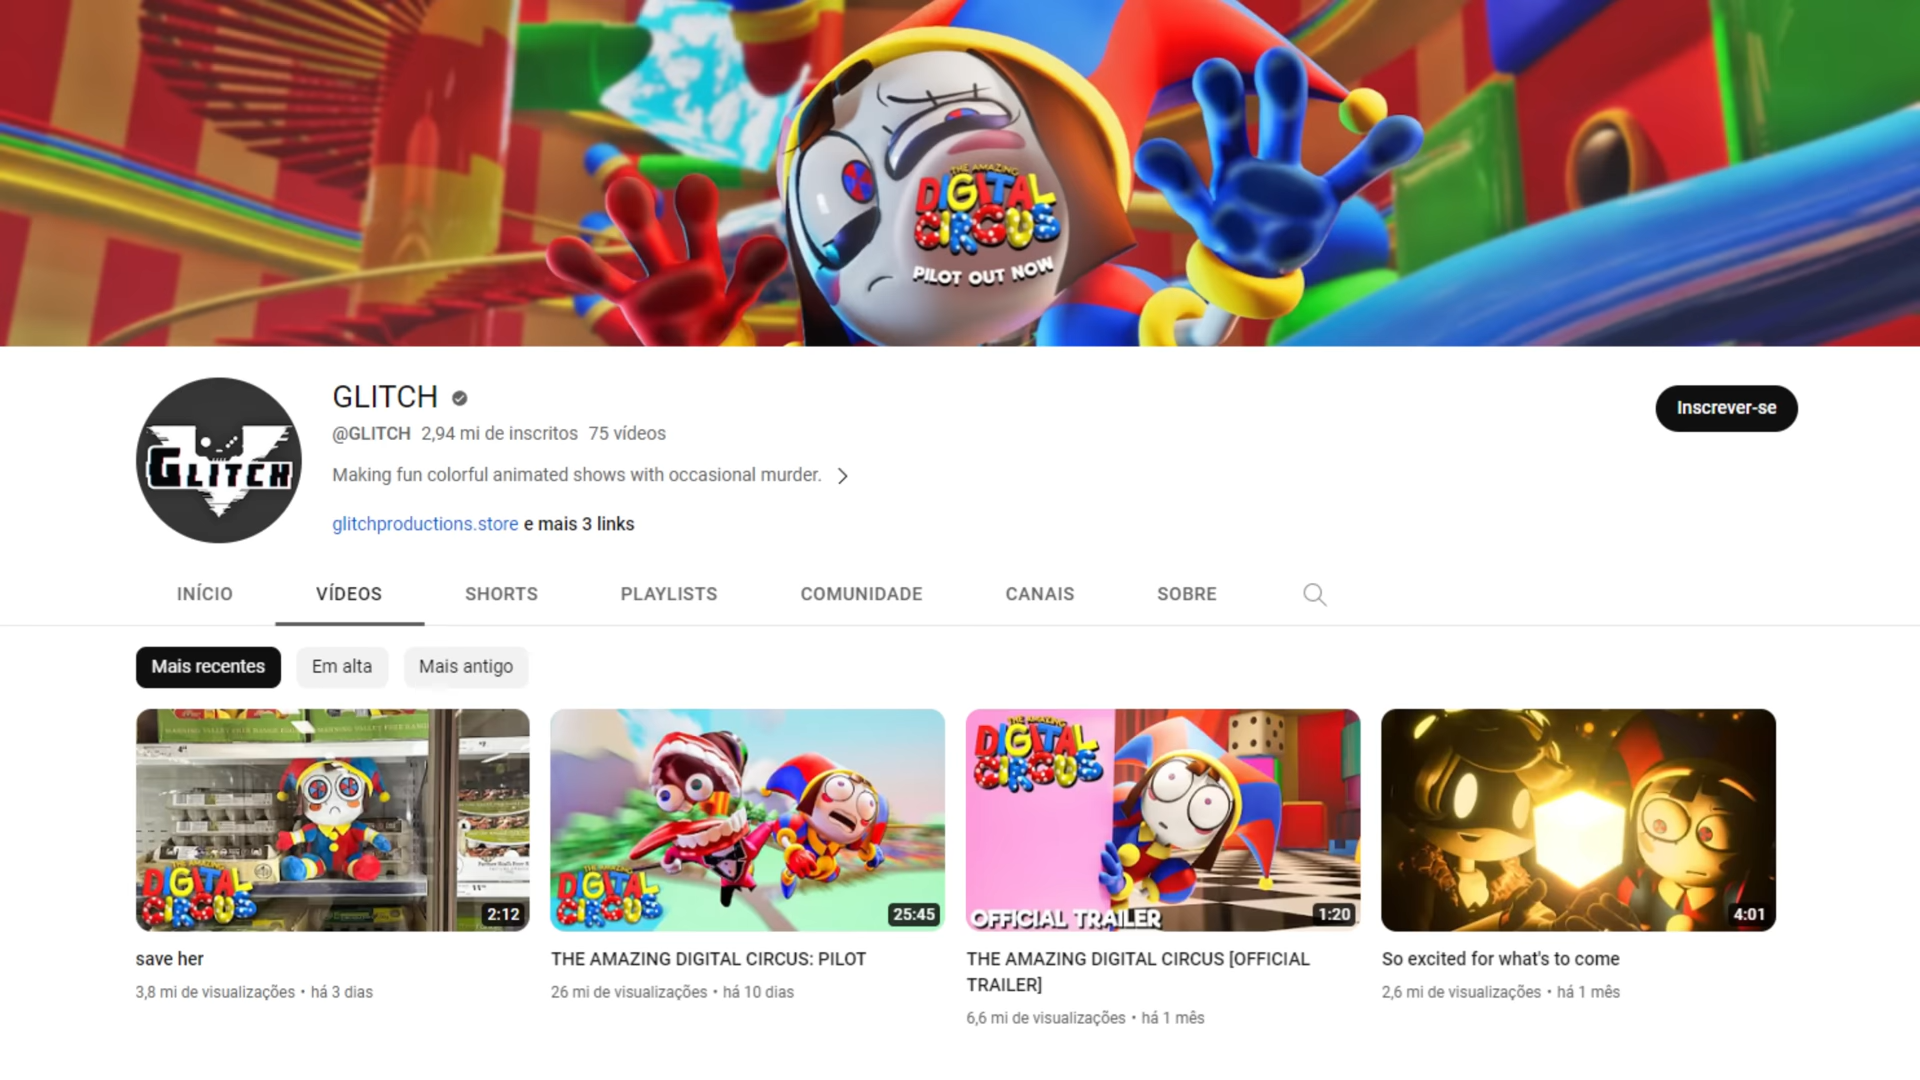 THE AMAZING
DIGITAL
CIRCUS
PILOT OUT NOW
GLITCH
GLITCH
@GLITCH 2,94 mi de inscritos 75 vídeos
Making fun colorful animated shows with occasional murder.
glitchproductions.store e mais 3 links
Inscrever-se
INÍCIO VÍDEOS SHORTS PLAYLISTS COMUNIDADE CANAIS SOBRE
Mais recentes Em alta Mais antigo
THE AMAZING
DIGITAL
CIRCUS
2:12
THE AMAZING
DIGITAL
CIRCUS
25:45
THE AMAZING
DIGITAL
CIRCUS
OFFICIAL TRAILER
1:20
4:01
save her
3,8 mi de visualizações • há 3 dias
THE AMAZING DIGITAL CIRCUS: PILOT
26 mi de visualizações • há 10 dias
THE AMAZING DIGITAL CIRCUS [OFFICIAL
TRAILER]
6,6 mi de visualizações • há 1 mês
So excited for what's to come
2,6 mi de visualizações • há 1 mês